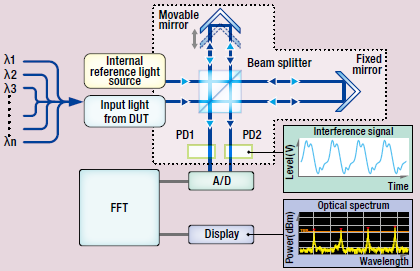 Movable
mirror
λ1
λ2
λ3
λn
Internal
reference light
source
Input light
from DUT
Beam splitter
Fixed
mirror
PD1
PD2
Interference signal
Level(V)
Time
A/D
FFT
Display
Optical spectrum
Power(dBm)
Wavelength